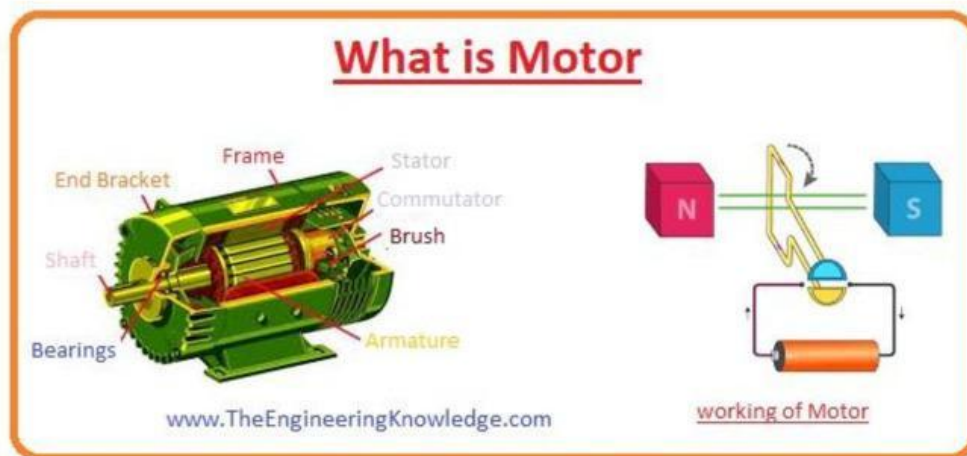 What is Motor
Frame
Stator
End Bracket
Commutator
Brush
Shaft
Bearings
Armature
N
S
www.TheEngineeringKnowledge.com
working of Motor